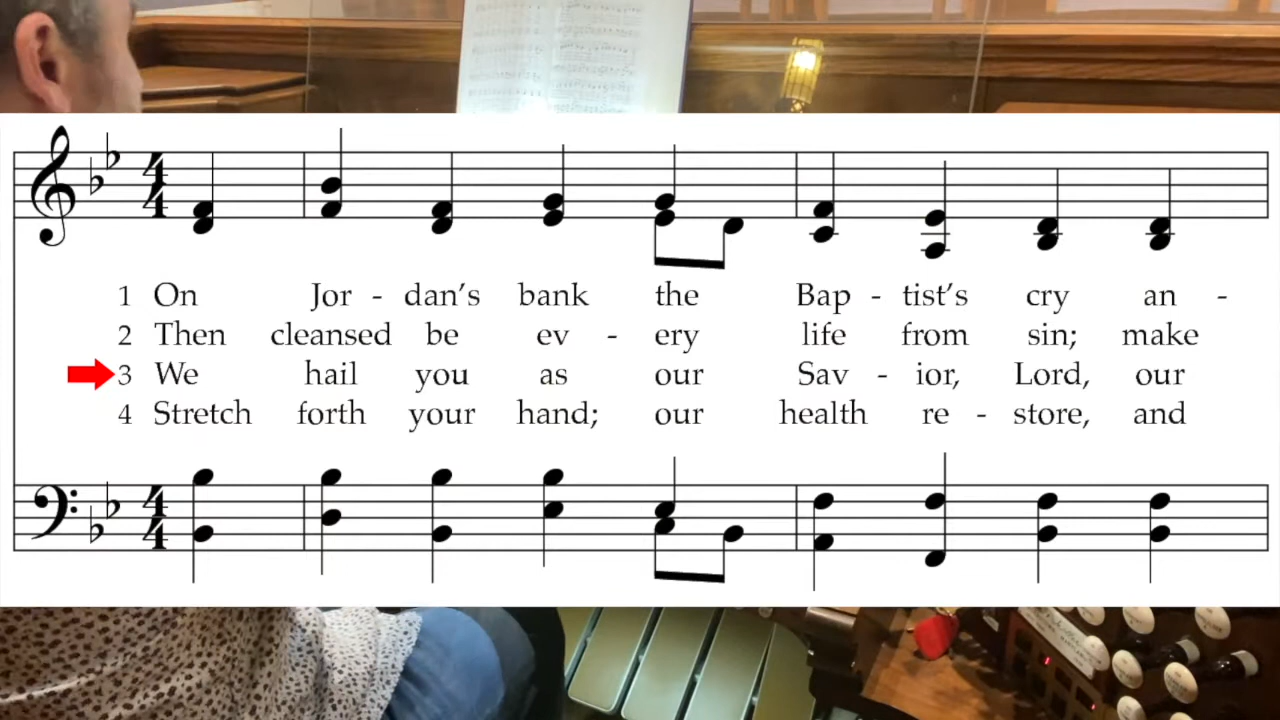 1 On Jor - dan's bank the Bap - tist's cry an -
2 Then cleansed be ev - ery life from sin; make
3 We hail you as our Sav - ior, Lord, our
4 Stretch forth your hand; our health re - store, and